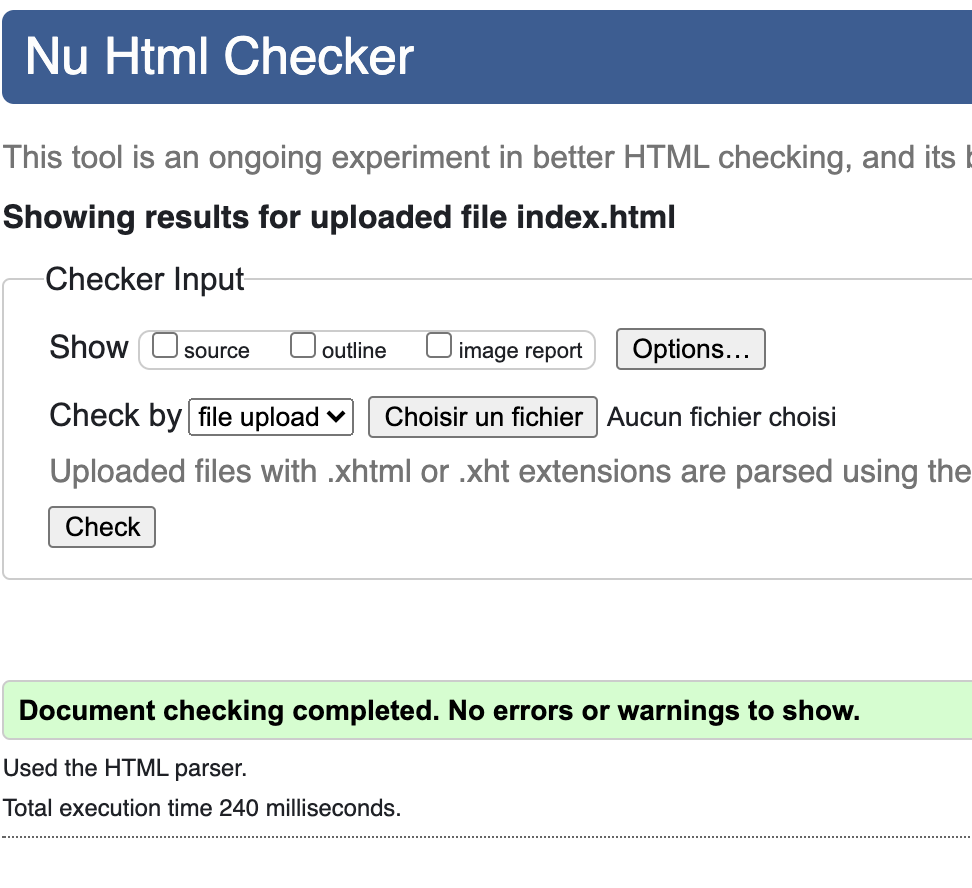 Nu Html Checker
This tool is an ongoing experiment in better HTML checking, and its
Showing results for uploaded file index.html
Checker Input
Show source outline image report Options...
Check by file upload Choisir un fichier Aucun fichier choisi
Uploaded files with .xhtml or .xht extensions are parsed using the
Check
Document checking completed. No errors or warnings to show.
Used the HTML parser.
Total execution time 240 milliseconds.